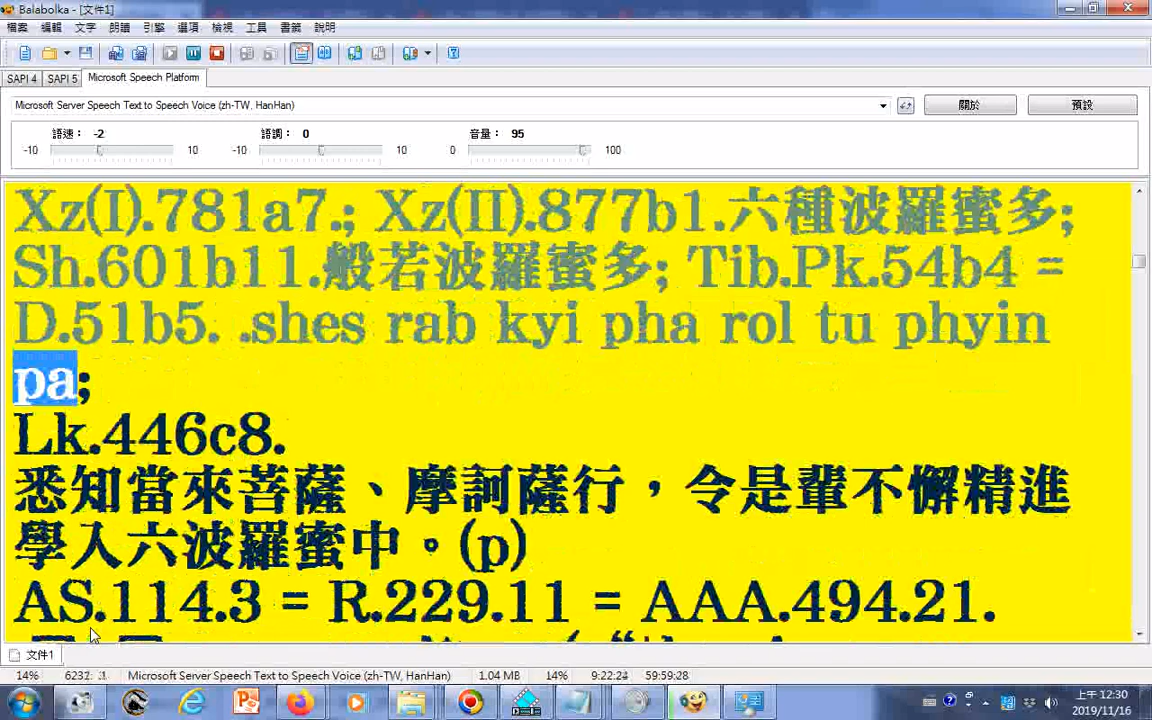 Balabolka - [文件1]
檔案 編輯 文字 朗讀 引擎 選項 檢視 工具 書籤 說明
SAPI 4 SAPI 5 Microsoft Speech Platform
Microsoft Server Speech Text to Speech Voice (zh-TW, HanHan) 關於 預設
語速： -2 語調： 0 音量： 95
-10 10 -10 10 0 100
Xz(I).781a7.; Xz(II).877b1.六種波羅蜜多;
Sh.601b11.般若波羅蜜多; Tib.Pk.54b4 =
D.51b5. .shes rab kyi pha rol tu phyin
pa;
Lk.446c8.
悉知當來菩薩、摩訶薩行，令是輩不懈精進
學入六波羅蜜中。(p)
AS.114.3 = R.229.11 = AAA.494.21.
文件1
14% Microsoft Server Speech Text to Speech Voice (zh-TW, HanHan) 1.04 MB 14% 9:22:24 59:59:28
上午 12:30
2019/11/16